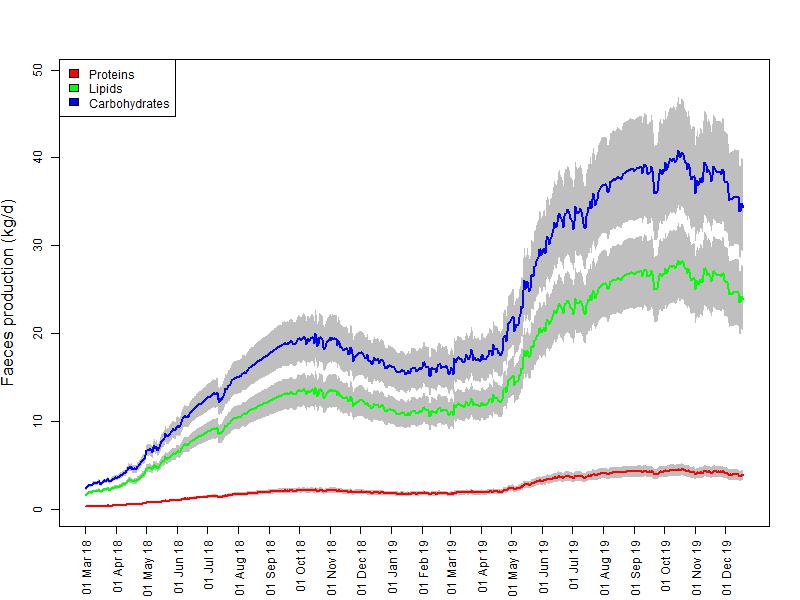 Proteins
Lipids
Carbohydrates
Faeces production (kg/d)
50
40
30
20
10
0
01 Mar 18
01 Apr 18
01 May 18
01 Jun 18
01 Jul 18
01 Aug 18
01 Sep 18
01 Oct 18
01 Nov 18
01 Dec 18
01 Jan 19
01 Feb 19
01 Mar 19
01 Apr 19
01 May 19
01 Jun 19
01 Jul 19
01 Aug 19
01 Sep 19
01 Oct 19
01 Nov 19
01 Dec 19